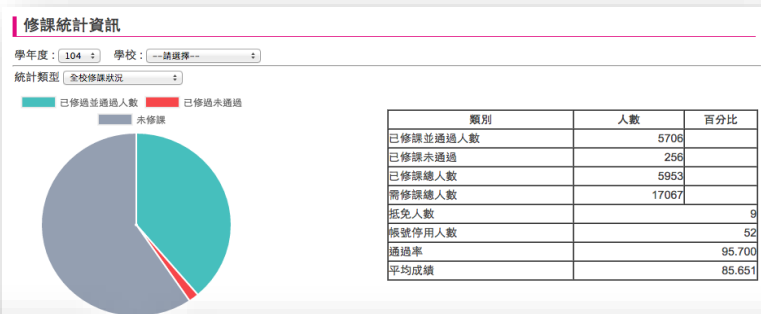 修課統計資訊
學年度： 104 學校： --請選擇--
統計類型 全校修課狀況
已修過並通過人數 已修過未通過
未修課
類別 人數 百分比
已修課並通過人數 5706
已修課未通過 256
已修課總人數 5953
需修課總人數 17067
抵免人數 9
帳號停用人數 52
通過率 95.700
平均成績 85.651